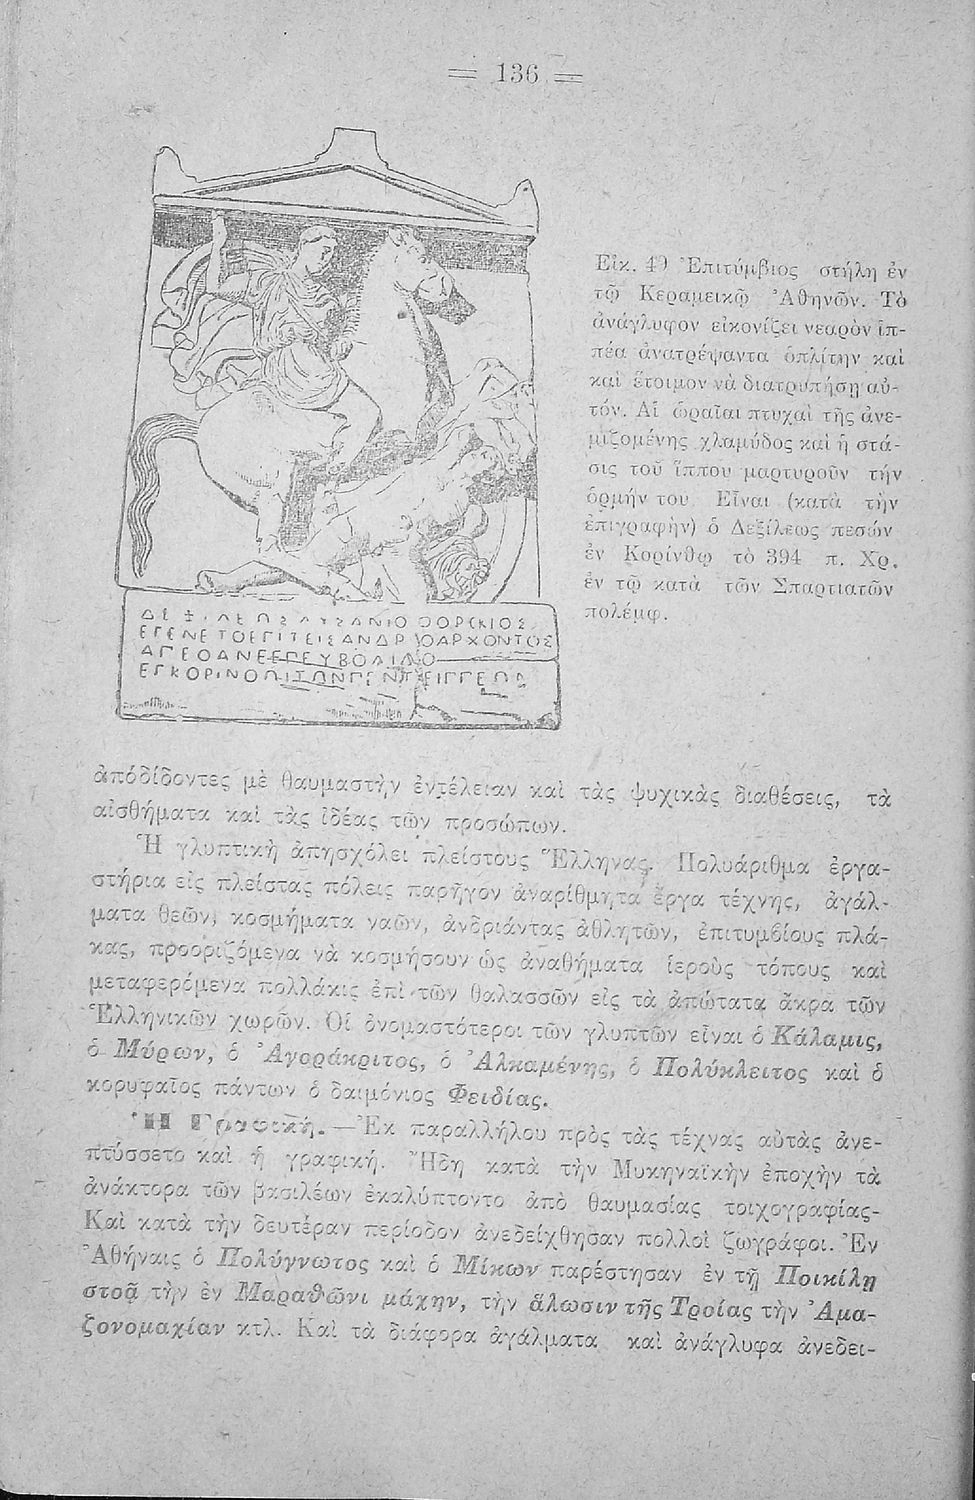 = 136 =
Εἰκ. 49 Ἐπιτύμβιος στήλη ἐν
τῷ Κεραμεικῷ Ἀθηνῶν. Τὸ
ἀνάγλυφον εἰκονίζει νεαρὸν ἱπ-
πέα ἀνατρέψαντα ὁπλίτην καὶ
καὶ ἕτοιμον νὰ διατρυπήσῃ αὐ-
τόν. Αἱ ὡραῖαι πτυχαὶ τῆς ἀνε-
μιζομένης χλαμύδος καὶ ἡ στά-
σις τοῦ ἵππου μαρτυροῦν τὴν
ὁρμήν του Εἶναι (κατὰ τὴν
ἐπιγραφὴν) ὁ Δεξίλεως πεσὼν
ἐν Κορίνθῳ τὸ 394 π. Χρ.
ἐν τῷ κατὰ τῶν Σπαρτιατῶν
πολέμῳ.
ΕΓΕΝΕΤΟΕΓΙΤΕΙΣΑΝΔΡΟΑΡΧΟΝΤΟΣ
ἀποδίδοντες μὲ θαυμαστὴν ἐντέλειαν καὶ τὰς ψυχικὰς διαθέσεις, τὰ
αἰσθήματα καὶ τὰς ἰδέας τῶν προσώπων.
Ἡ γλυπτικὴ ἀπησχόλει πλείστους Ἕλληνας. Πολυάριθμα ἐργα-
στήρια εἰς πλείστας πόλεις παρῆγον ἀναρίθμητα ἔργα τέχνης, ἀγάλ-
ματα θεῶν, κοσμήματα ναῶν, ἀνδριάντας ἀθλητῶν, ἐπιτυμβίους πλά-
κας, προοριζόμενα νὰ κοσμήσουν ὡς ἀναθήματα ἱεροὺς τόπους καὶ
μεταφερόμενα πολλάκις ἐπὶ τῶν θαλασσῶν εἰς τὰ ἀπώτατα ἄκρα τῶν
Ἑλληνικῶν χωρῶν. Οἱ ὀνομαστότεροι τῶν γλυπτῶν εἶναι ὁ Κάλαμις,
ὁ Μύρων, ὁ Ἀγοράκριτος, ὁ Ἀλκαμένης, ὁ Πολύκλειτος καὶ ὁ
κορυφαῖος πάντων ὁ δαιμόνιος Φειδίας.
Ἡ Γραφική.—Ἐκ παραλλήλου πρὸς τὰς τέχνας αὐτὰς ἀνε-
πτύσσετο καὶ ἡ γραφική. Ἤδη κατὰ τὴν Μυκηναϊκὴν ἐποχὴν τὰ
ἀνάκτορα τῶν βασιλέων ἐκαλύπτοντο ἀπὸ θαυμασίας τοιχογραφίας-
Καὶ κατὰ τὴν δευτέραν περίοδον ἀνεδείχθησαν πολλοὶ ζωγράφοι. Ἐν
Ἀθήναις ὁ Πολύγνωτος καὶ ὁ Μίκων παρέστησαν ἐν τῇ Ποικίλῃ
στοᾷ τὴν ἐν Μαραθῶνι μάχην, τὴν ἅλωσιν τῆς Τροίας τὴν Ἀμα-
ζονομαχίαν κτλ. Καὶ τὰ διάφορα ἀγάλματα καὶ ἀνάγλυφα ἀνεδει-